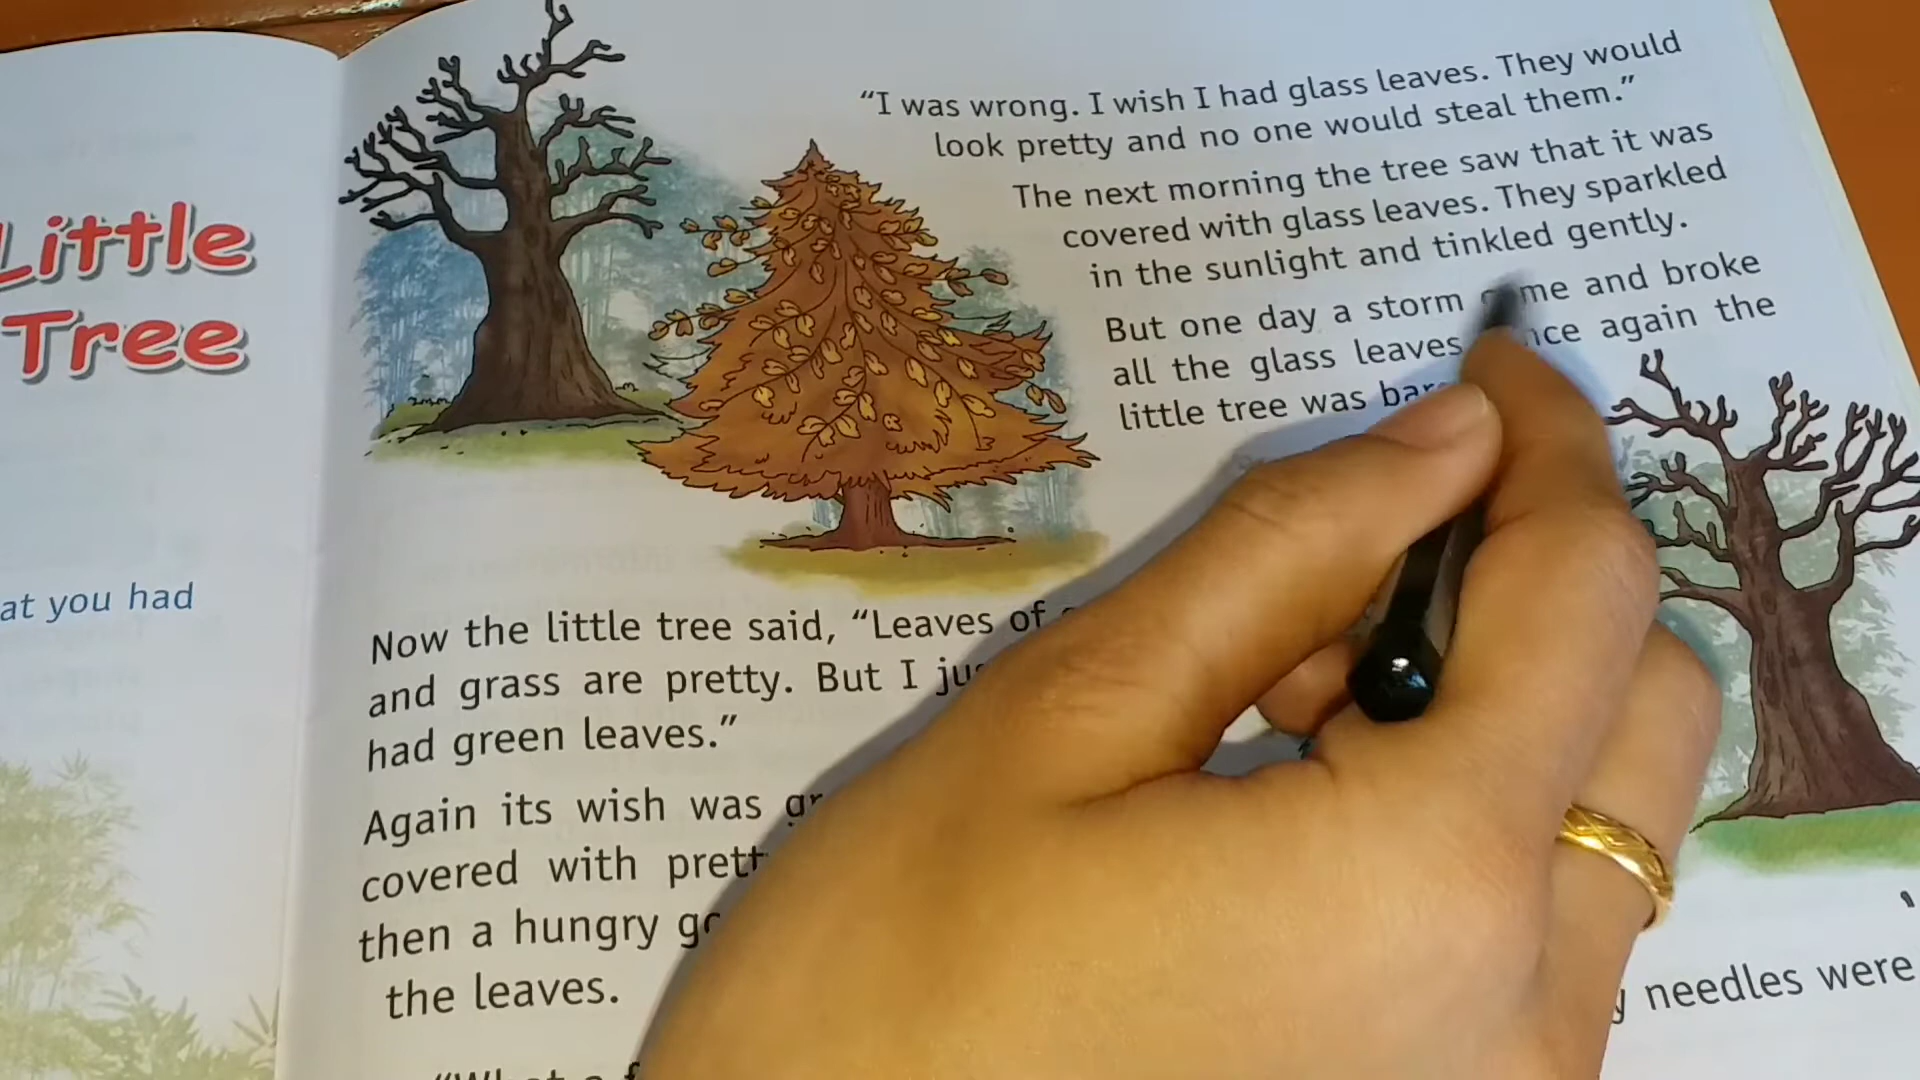 Little
Tree
at you had
“I was wrong. I wish I had glass leaves. They would
look pretty and no one would steal them.”
The next morning the tree saw that it was
covered with glass leaves. They sparkled
in the sunlight and tinkled gently.
But one day a storm and broke
all the glass leaves again the
little tree was
Now the little tree said, “Leaves of
and grass are pretty. But I
had green leaves.”
Again its wish was
covered with
then a hungry
the leaves.
needles were